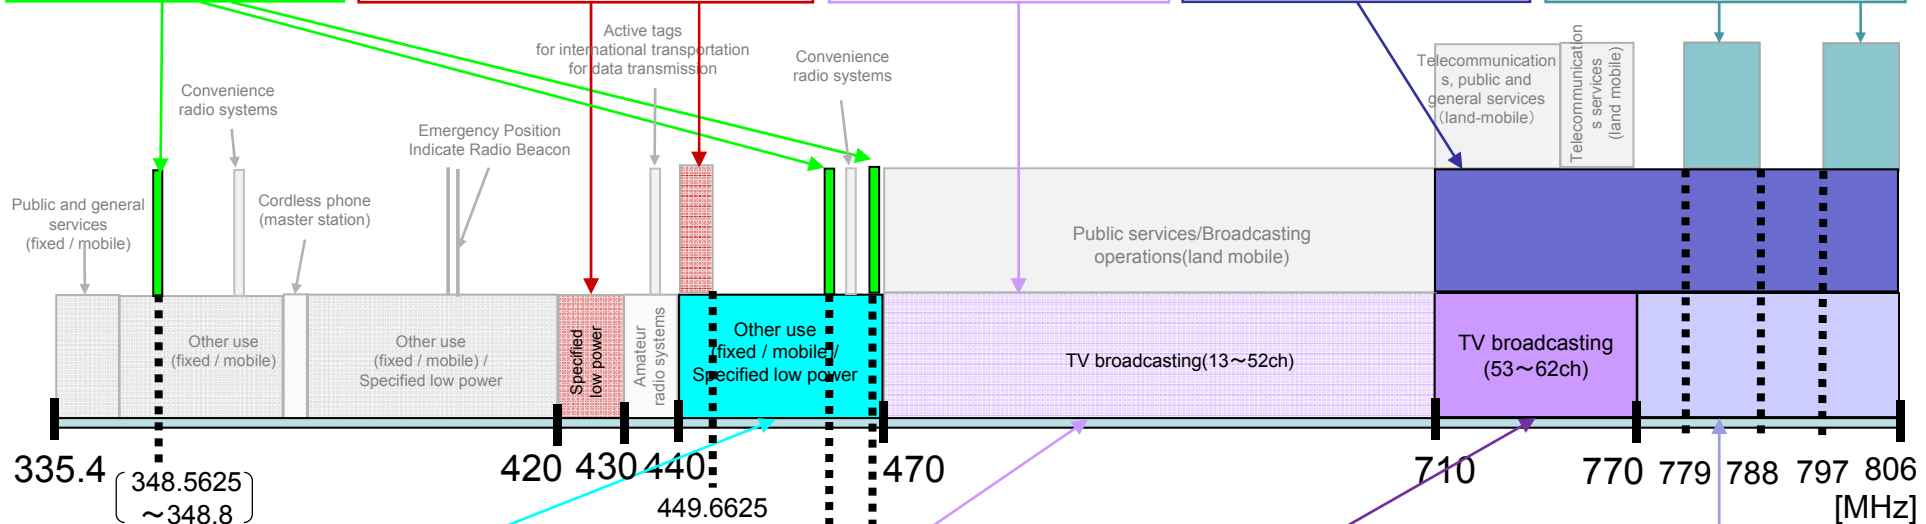 Active tags
for international transportation
for data transmission
Convenience
radio systems
Telecommunication
s, public and
general services
(land-mobile)
Telecommunication
s services
(land mobile)
Convenience
radio systems
Emergency Position
Indicate Radio Beacon
Public and general
services
(fixed / mobile)
Cordless phone
(master station)
Public services/Broadcasting
operations(land mobile)
Other use
(fixed / mobile)
Other use
(fixed / mobile) /
Specified low power
Specified
low power
Amateur
radio systems
Other use
(fixed / mobile) /
Specified low power
TV broadcasting(13～52ch)
TV broadcasting
(53～62ch)
335.4
420
430
440
470
710
770
779
788
797
806
348.5625
～348.8
449.6625
[MHz]